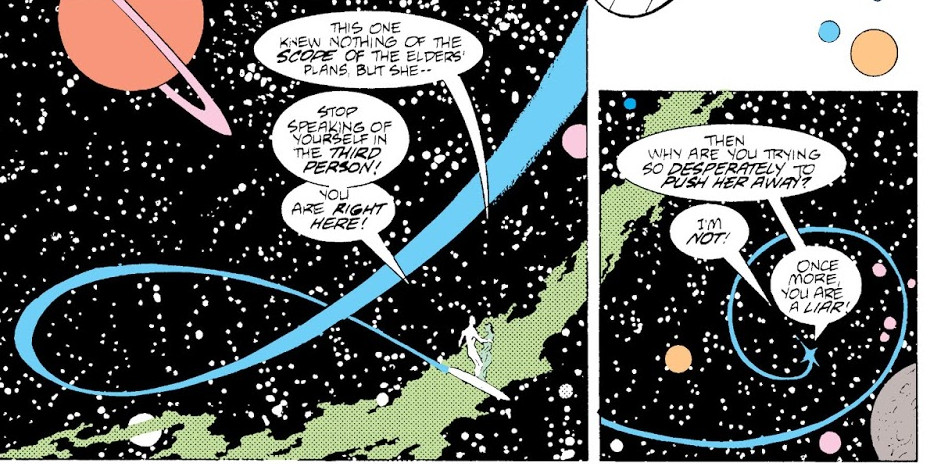 THIS ONE
KNEW NOTHING OF THE
SCOPE OF THE ELDERS'
PLANS, BUT SHE--
STOP
SPEAKING OF
YOURSELF IN
THE THIRD
PERSON!
YOU
ARE RIGHT
HERE!
THEN
WHY ARE YOU TRYING
SO DESPERATELY TO
PUSH HER AWAY?
I'M
NOT!
ONCE
MORE,
YOU ARE
A LIAR!